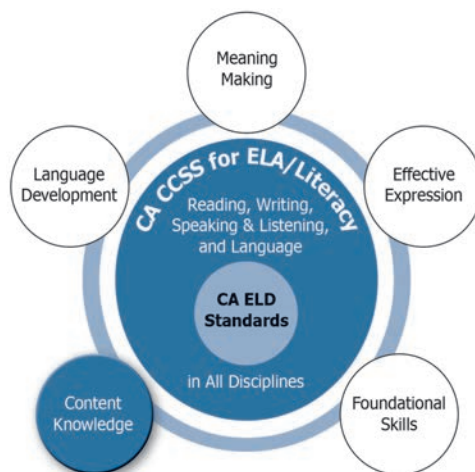 Meaning
Making
Language
Development
Effective
Expression
CA CCSS for ELA/Literacy
Reading, Writing,
Speaking & Listening,
and Language
CA ELD
Standards
in All Disciplines
Content
Knowledge
Foundational
Skills